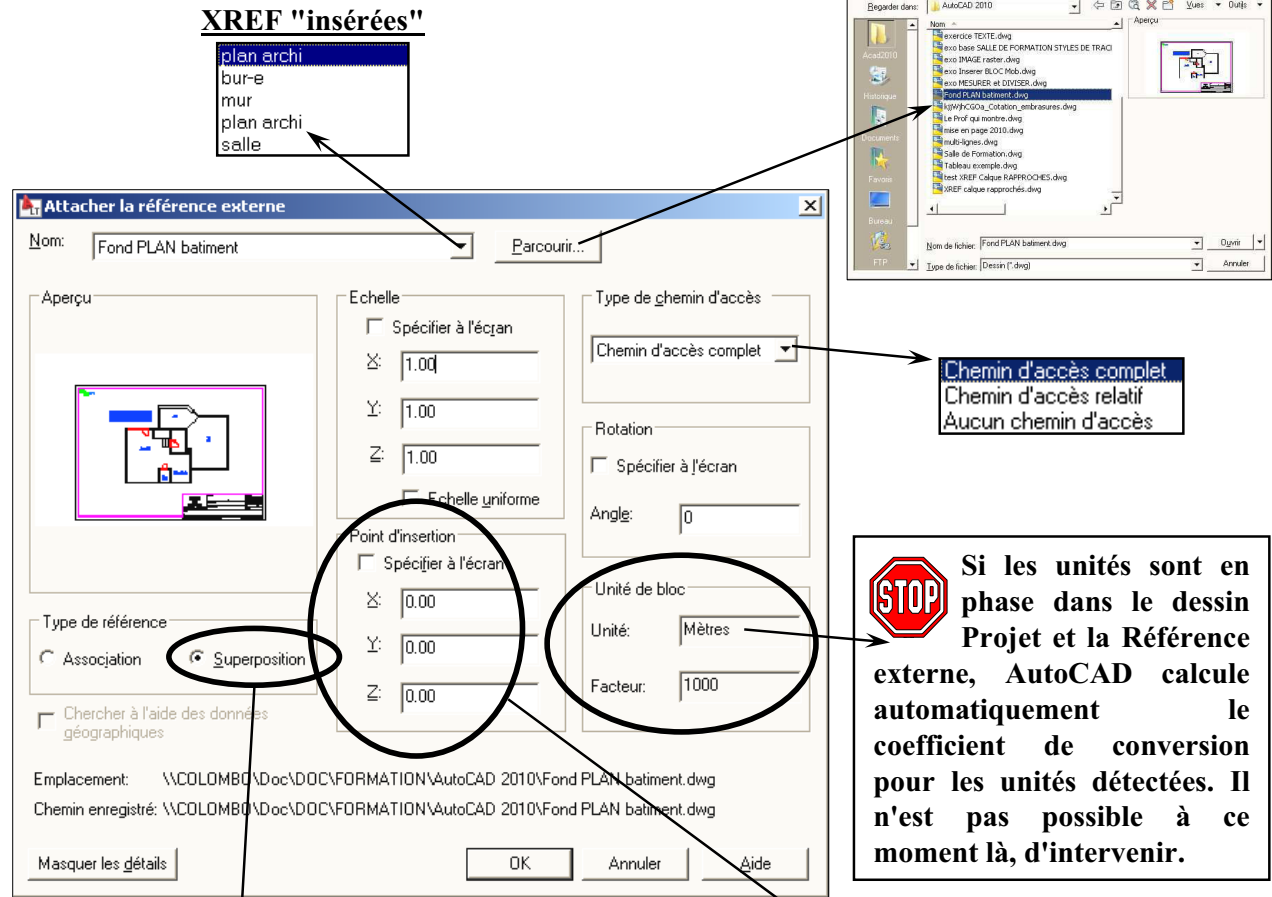 XREF "insérées"
plan archi
bur-e
mur
plan archi
salle
Regarder dans:
AutoCAD 2010
Vues
Outils
Nom
Aperçu
exercice TEXTE.dwg
exo base SALLE DE FORMATION STYLES DE TRACI
exo IMAGE raster.dwg
exo Inserer BLOC Mob.dwg
exo MESURER et DIVISER.dwg
Fond PLAN batiment.dwg
kjjWjhCGOa_Cotation_embrasures.dwg
Le Prof qui montre.dwg
mise en page 2010.dwg
multi-lignes.dwg
Salle de Formation.dwg
Tableau exemple.dwg
test XREF Calque RAPPROCHES.dwg
XREF calque rapprochés.dwg
Acad2010
Historique
Documents
Favoris
Bureau
FTP
Nom de fichier:
Fond PLAN batiment.dwg
Ouvrir
Type de fichier:
Dessin (*.dwg)
Annuler
LT
Attacher la référence externe
Nom:
Fond PLAN batiment
Parcourir...
Aperçu
Echelle
Spécifier à l'écran
X:
1.00
Y:
1.00
Z:
1.00
Echelle uniforme
Type de chemin d'accès
Chemin d'accès complet
Chemin d'accès complet
Chemin d'accès relatif
Aucun chemin d'accès
Rotation
Spécifier à l'écran
Angle:
0
Point d'insertion
Spécifier à l'écran
X:
0.00
Y:
0.00
Z:
0.00
Unité de bloc
Unité:
Mètres
Facteur:
1000
Type de référence
Association
Superposition
Chercher à l'aide des données
géographiques
Emplacement: \\COLOMBO\Doc\DOC\FORMATION\AutoCAD 2010\Fond PLAN batiment.dwg
Chemin enregistré: \\COLOMBO\Doc\DOC\FORMATION\AutoCAD 2010\Fond PLAN batiment.dwg
Masquer les détails
OK
Annuler
Aide
STOP
Si les unités sont en
phase dans le dessin
Projet et la Référence
externe, AutoCAD calcule
automatiquement le
coefficient de conversion
pour les unités détectées. Il
n'est pas possible à ce
moment là, d'intervenir.